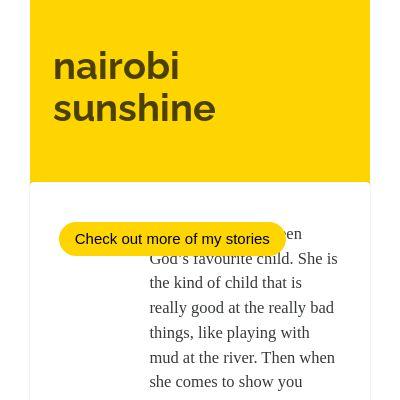 nairobi
sunshine
Check out more of my stories
God's favourite child. She is
the kind of child that is
really good at the really bad
things, like playing with
mud at the river. Then when
she comes to show you